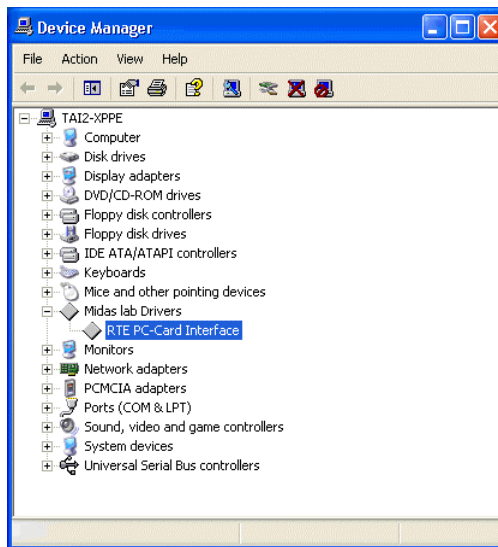 Device Manager
File Action View Help
TAI2-XPPE
Computer
Disk drives
Display adapters
DVD/CD-ROM drives
Floppy disk controllers
Floppy disk drives
IDE ATA/ATAPI controllers
Keyboards
Mice and other pointing devices
Midas lab Drivers
RTE PC-Card Interface
Monitors
Network adapters
PCMCIA adapters
Ports (COM & LPT)
Sound, video and game controllers
System devices
Universal Serial Bus controllers